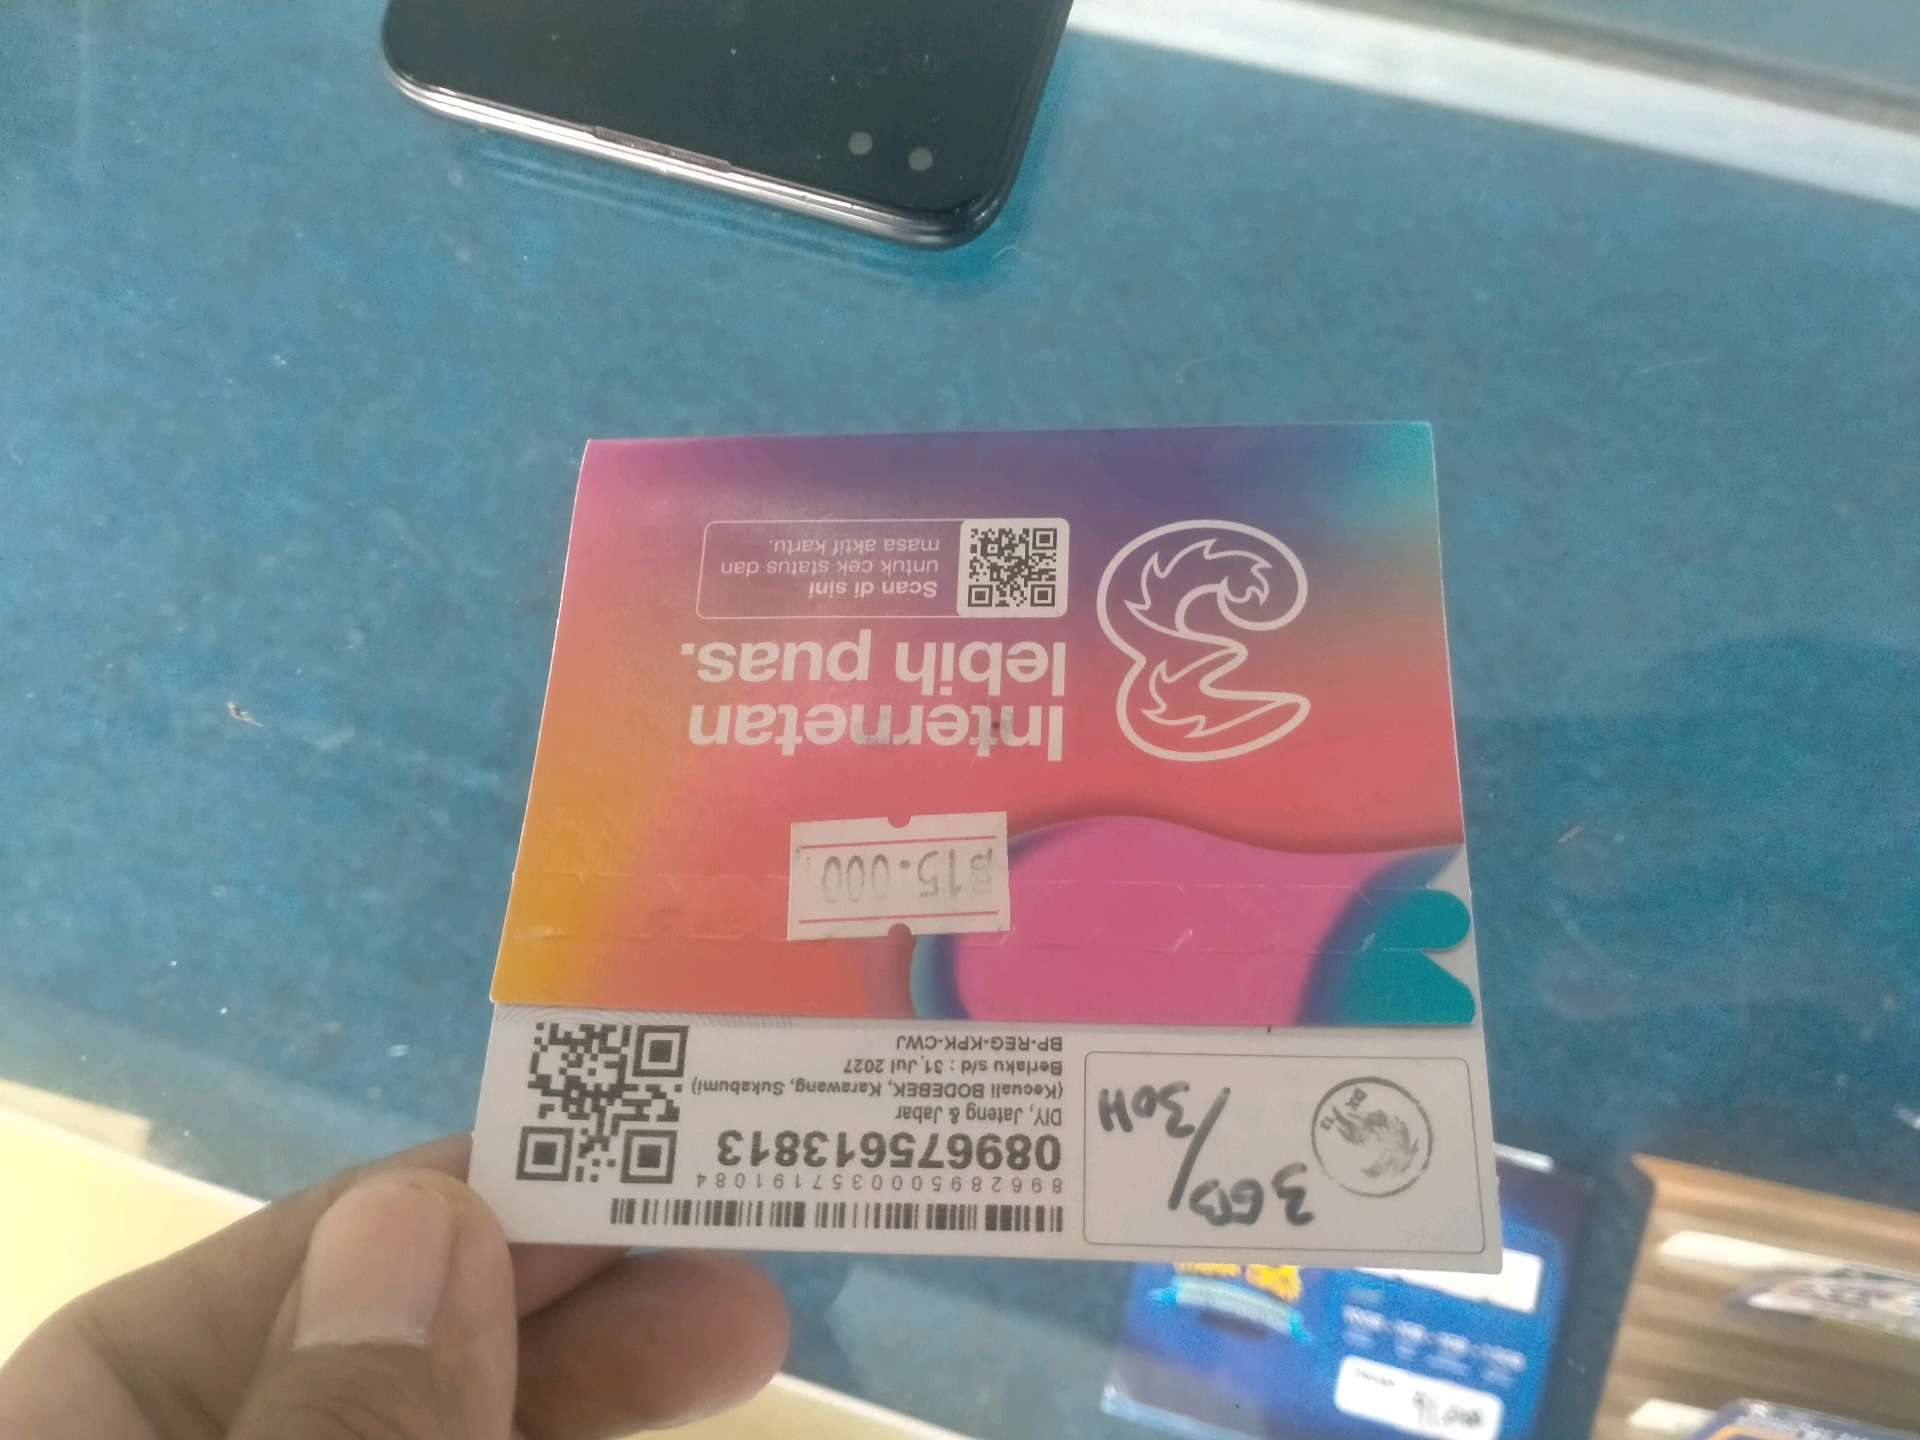 Internetan
lebih puas.
Scan di sini
untuk cek status dan
masa aktif kartu.
15.000
3GB/30H
8962895000357191084
089675613813
DIY, Jateng & Jabar
(Kecuali BODEBEK, Karawang, Sukabumi)
Berlaku s/d : 31 Jul 2027
BP-REG-KPK-CWJ